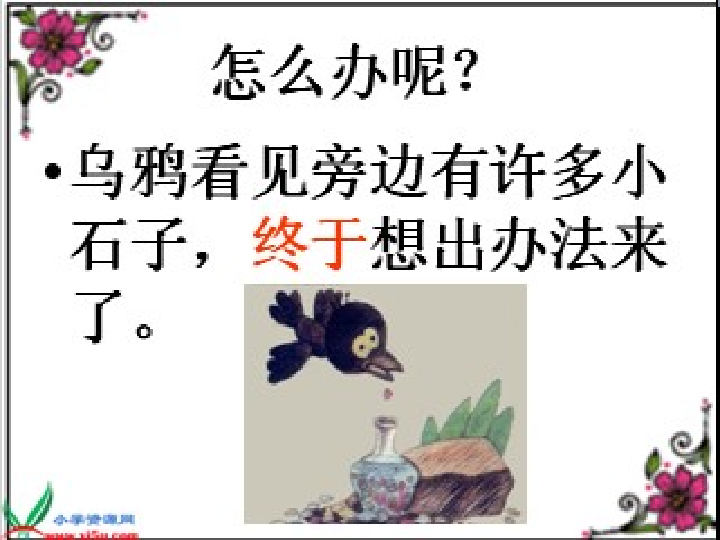 怎么办呢？
•乌鸦看见旁边有许多小
石子，终于想出办法来
了。
小学资源网
www.xj5u.com